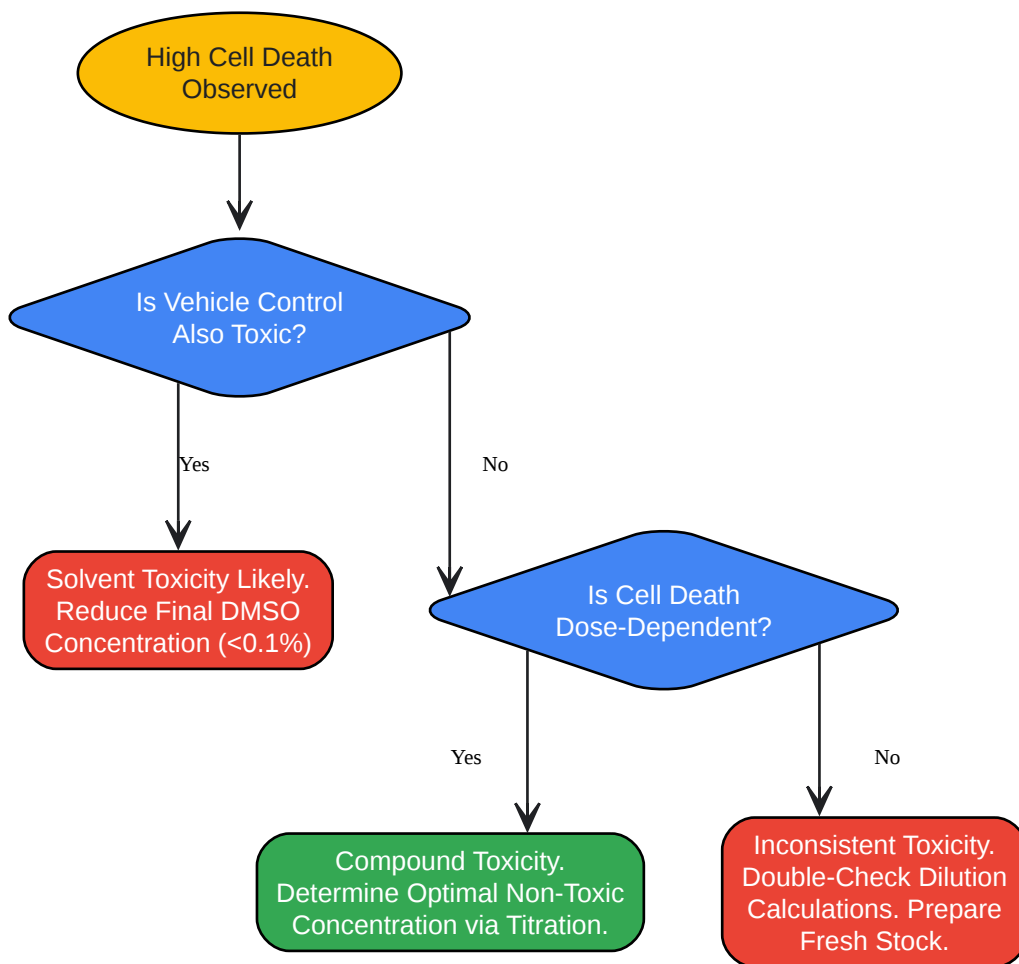 High Cell Death
Observed
Is Vehicle Control
Also Toxic?
Yes
No
Solvent Toxicity Likely.
Reduce Final DMSO
Concentration (<0.1%)
Is Cell Death
Dose-Dependent?
Yes
No
Compound Toxicity.
Determine Optimal Non-Toxic
Concentration via Titration.
Inconsistent Toxicity.
Double-Check Dilution
Calculations. Prepare
Fresh Stock.